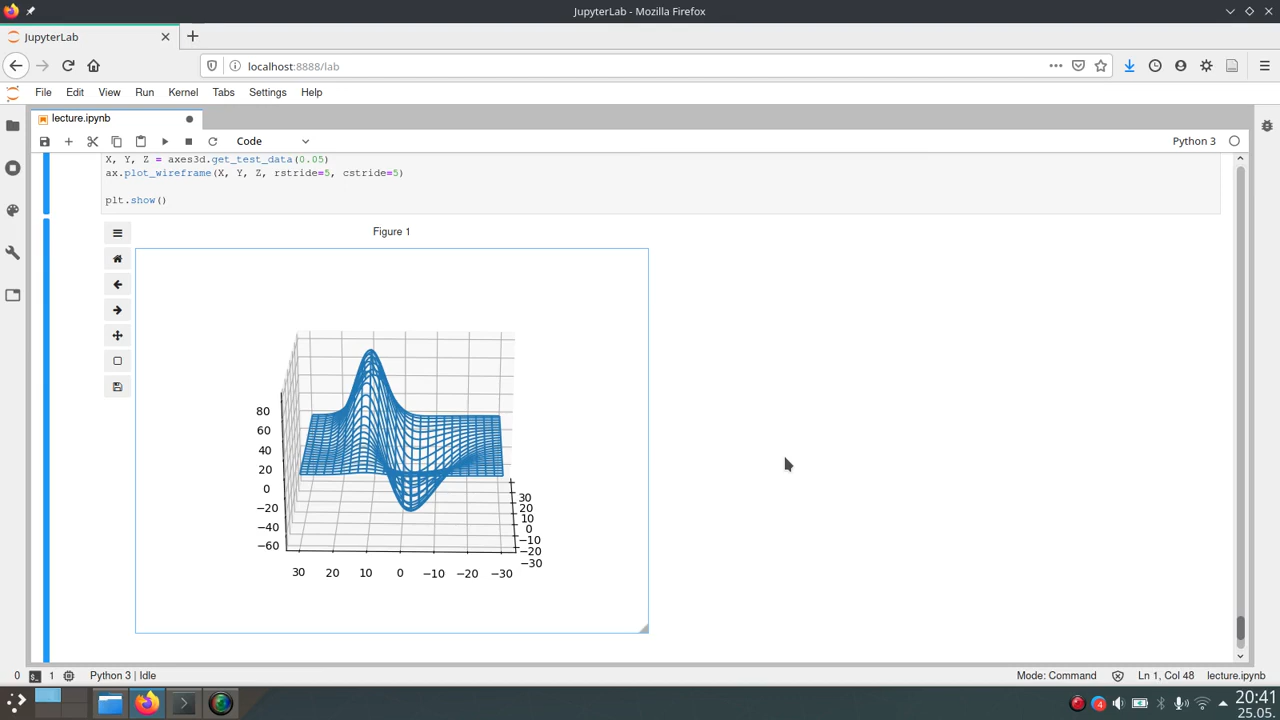 JupyterLab - Mozilla Firefox
JupyterLab
localhost:8888/lab
File Edit View Run Kernel Tabs Settings Help
lecture.ipynb
Code
Python 3
X, Y, Z = axes3d.get_test_data(0.05)
ax.plot_wireframe(X, Y, Z, rstride=5, cstride=5)
plt.show()
Figure 1
80
60
40
20
0
−20
−40
−60
30
20
10
0
−10
−20
−30
30 20 10 0 −10 −20 −30
0 1 Python 3 | Idle Mode: Command Ln 1, Col 48 lecture.ipynb
4
20:41
25.05.